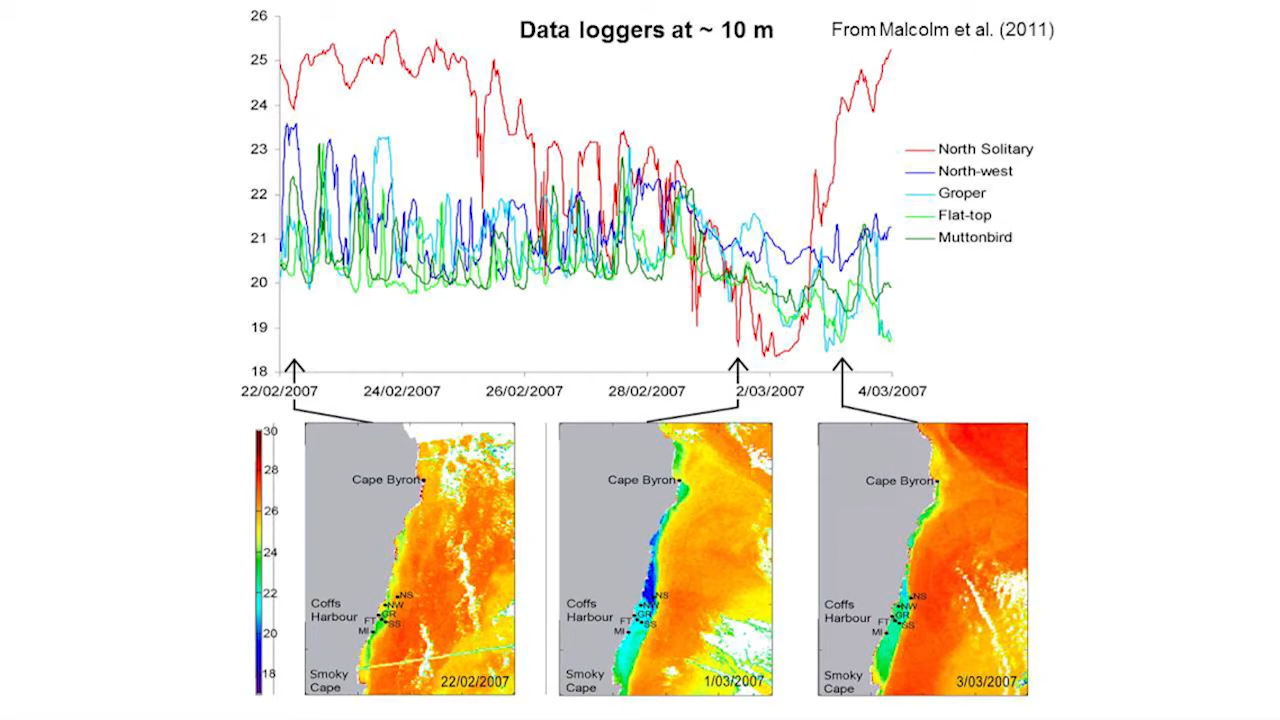 Data loggers at ~ 10 m
From Malcolm et al. (2011)
26
25
24
23
22
21
20
19
18
North Solitary
North-west
Groper
Flat-top
Muttonbird
22/02/2007
24/02/2007
26/02/2007
28/02/2007
2/03/2007
4/03/2007
30
28
26
24
22
20
18
Cape Byron
NS
NW
Coffs
Harbour
GR
FT
SS
MI
Smoky
Cape
22/02/2007
Cape Byron
NS
NW
Coffs
Harbour
GR
FT
SS
MI
Smoky
Cape
1/03/2007
Cape Byron
NS
NW
Coffs
Harbour
GR
FT
SS
MI
Smoky
Cape
3/03/2007